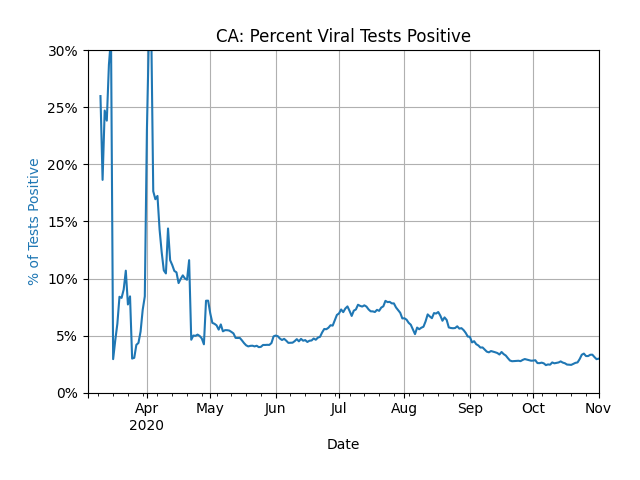 CA: Percent Viral Tests Positive
30%
25%
20%
15%
10%
5%
0%
% of Tests Positive
Apr May Jun Jul Aug Sep Oct Nov
2020
Date